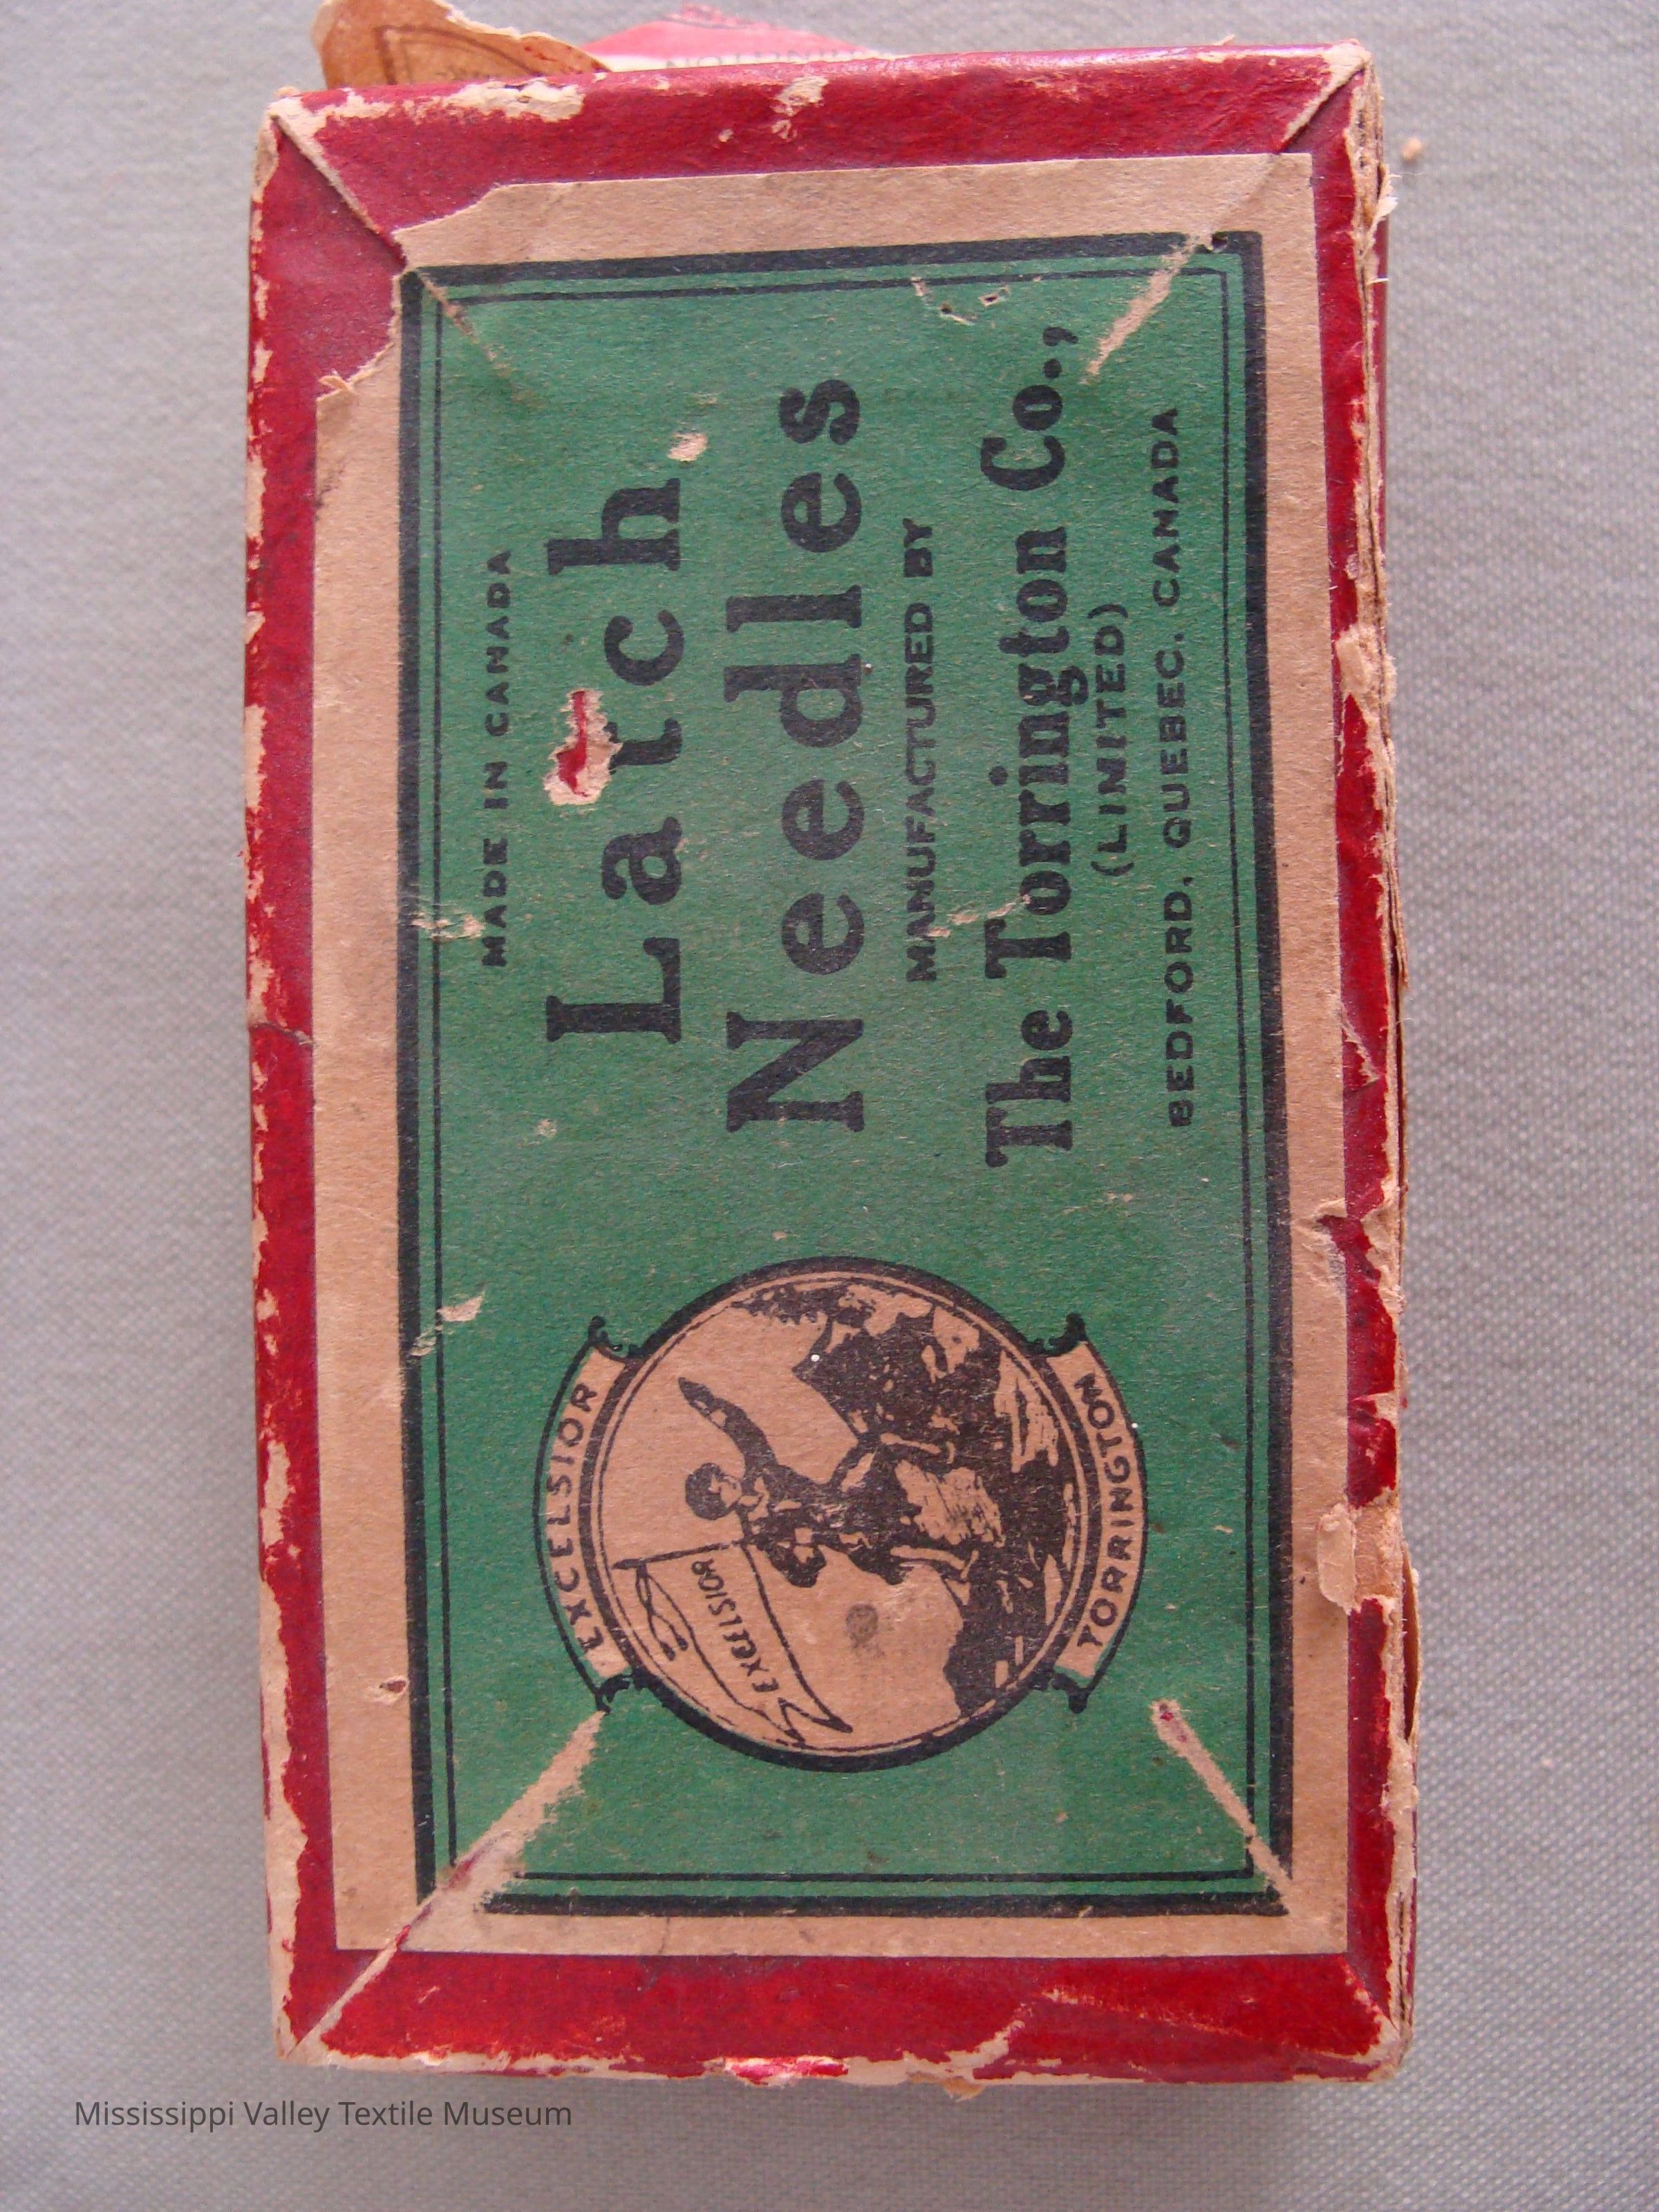 MADE IN CANADA
Latch
Needles
MANUFACTURED BY
The Torrington Co.,
(LIMITED)
BEDFORD, QUEBEC. CANADA
EXCELSIOR
EXCELSIOR
TORRINGTON
Mississippi Valley Textile Museum